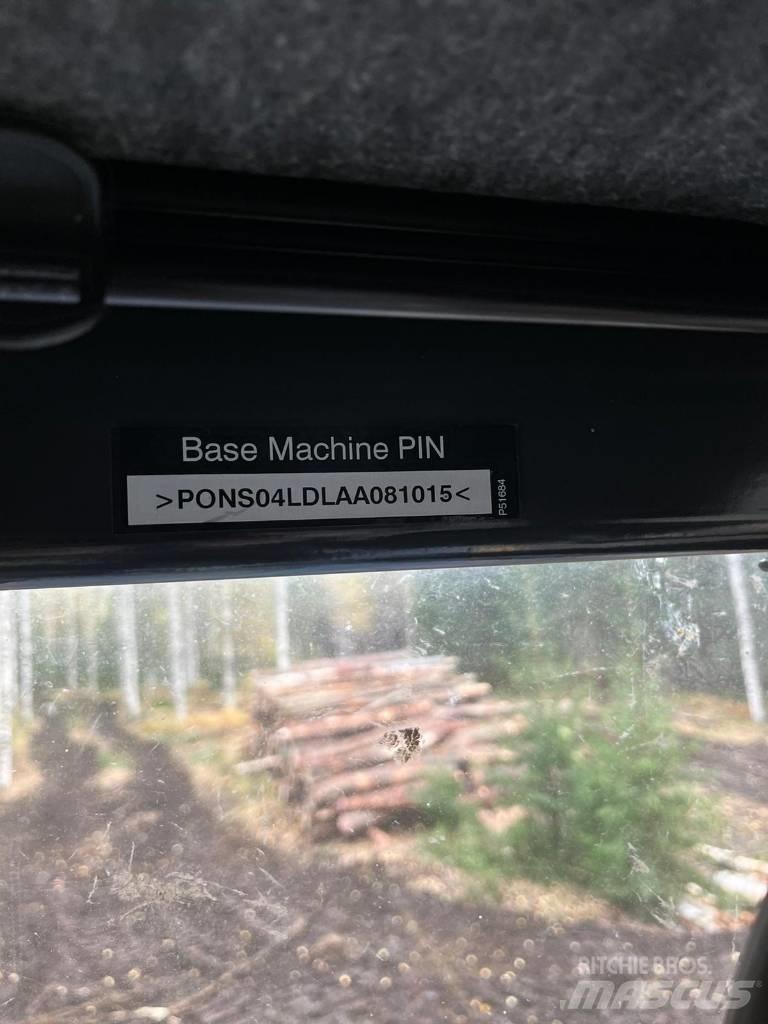 Base Machine PIN
>PONS04LDLAA081015<
P51684
RITCHIE BROS.
MASCUS